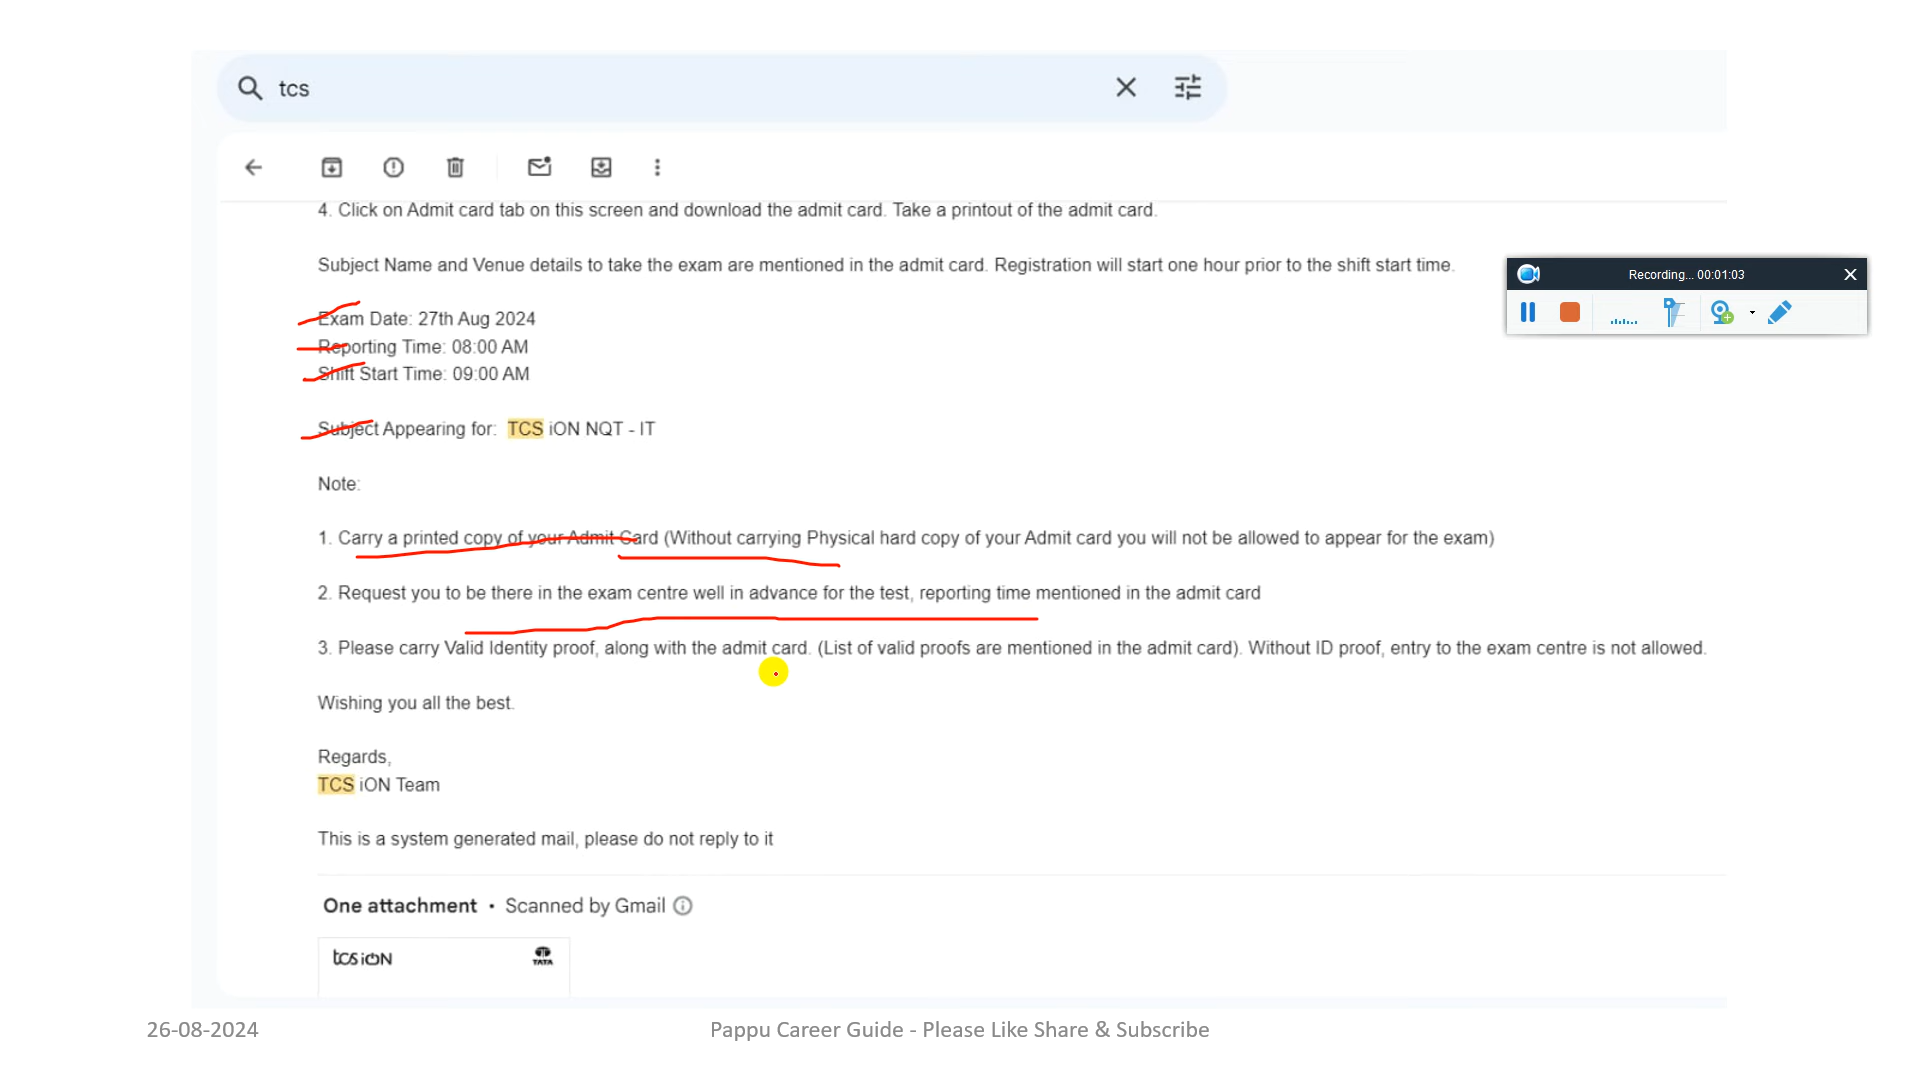 tcs
4. Click on Admit card tab on this screen and download the admit card. Take a printout of the admit card.
Subject Name and Venue details to take the exam are mentioned in the admit card. Registration will start one hour prior to the shift start time.
Recording... 00:01:03
Exam Date: 27th Aug 2024
Reporting Time: 08:00 AM
Shift Start Time: 09:00 AM
Subject Appearing for: TCS iON NQT - IT
Note:
1. Carry a printed copy of your Admit Card (Without carrying Physical hard copy of your Admit card you will not be allowed to appear for the exam)
2. Request you to be there in the exam centre well in advance for the test, reporting time mentioned in the admit card
3. Please carry Valid Identity proof, along with the admit card. (List of valid proofs are mentioned in the admit card). Without ID proof, entry to the exam centre is not allowed.
Wishing you all the best.
Regards,
TCS iON Team
This is a system generated mail, please do not reply to it
One attachment • Scanned by Gmail
tcs iON TATA
26-08-2024 Pappu Career Guide - Please Like Share & Subscribe